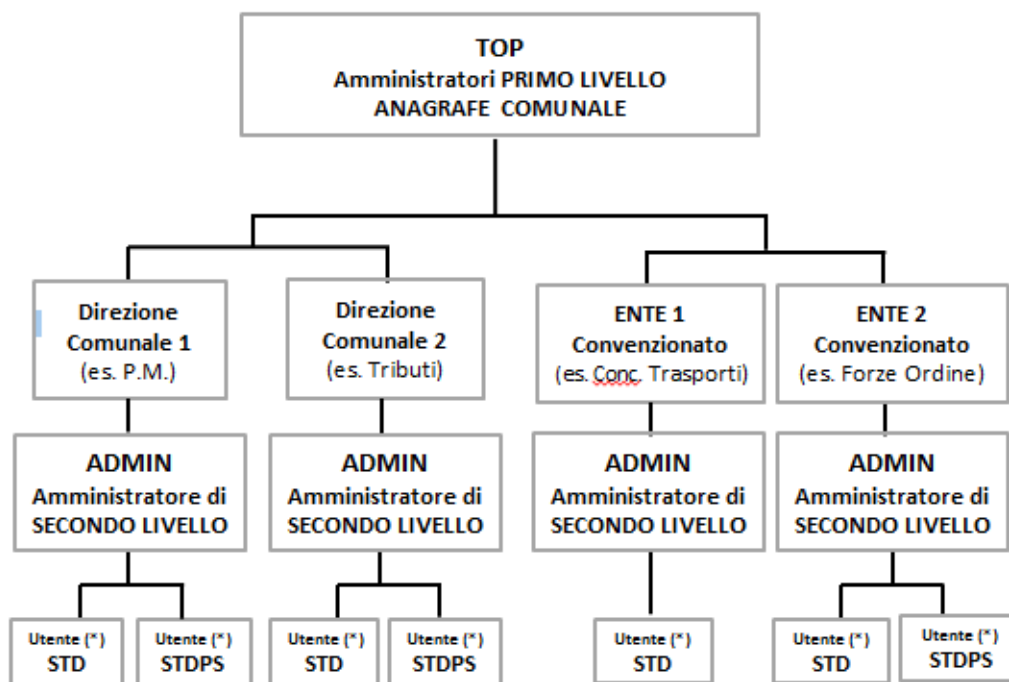 TOP
Amministratori PRIMO LIVELLO
ANAGRAFE COMUNALE
Direzione
Comunale 1
(es. P.M.)
Direzione
Comunale 2
(es. Tributi)
ENTE 1
Convenzionato
(es. Conc. Trasporti)
ENTE 2
Convenzionato
(es. Forze Ordine)
ADMIN
Amministratore di
SECONDO LIVELLO
ADMIN
Amministratore di
SECONDO LIVELLO
ADMIN
Amministratore di
SECONDO LIVELLO
ADMIN
Amministratore di
SECONDO LIVELLO
Utente (*)
STD
Utente (*)
STDPS
Utente (*)
STD
Utente (*)
STDPS
Utente (*)
STD
Utente (*)
STD
Utente (*)
STDPS